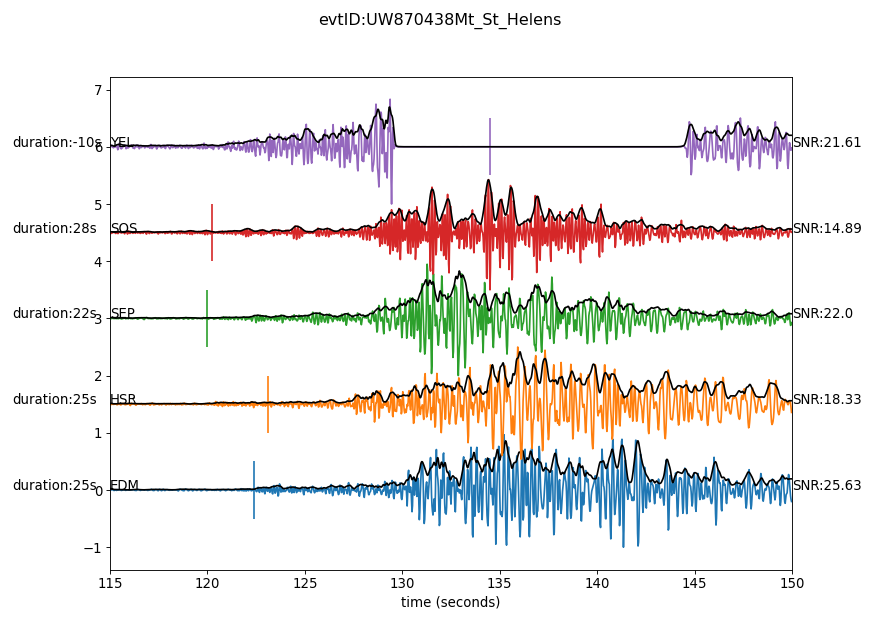 evtID:UW870438Mt_St_Helens
7
duration:-10s YEL 6 SNR:21.61
5
duration:28s SOS SNR:14.89
4
duration:22s SEP 3 SNR:22.0
2
duration:25s HSR SNR:18.33
1
duration:25s EDM 0 SNR:25.63
−1
115 120 125 130 135 140 145 150
time (seconds)